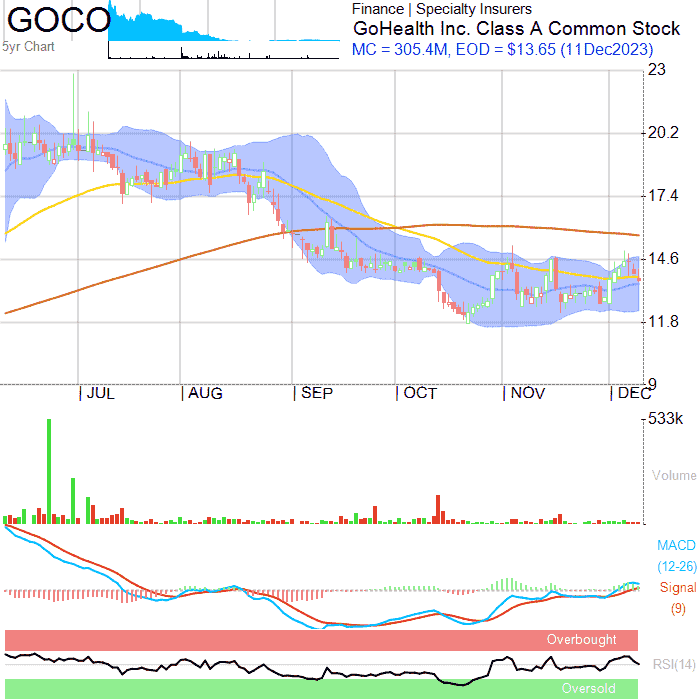 GOCO
5yr Chart
Finance | Specialty Insurers
GoHealth Inc. Class A Common Stock
MC = 305.4M, EOD = $13.65 (11Dec2023)
23
20.2
17.4
14.6
11.8
9
JUL
AUG
SEP
OCT
NOV
DEC
533k
Volume
MACD
(12-26)
Signal
(9)
Overbought
RSI(14)
Oversold